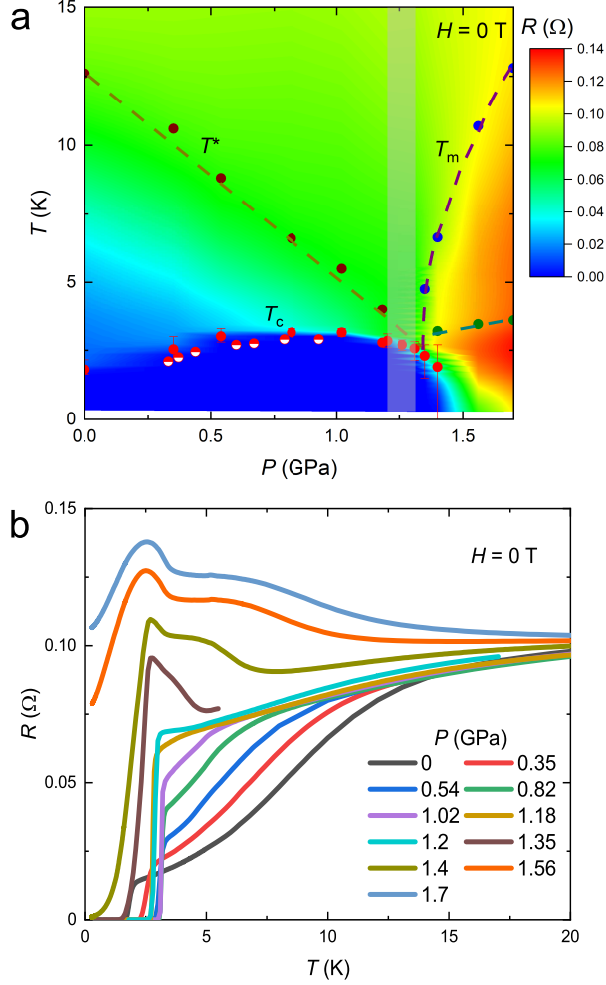 a
H = 0 T
R (Ω)
15
10
5
0
T (K)
T*
Tm
Tc
0.14
0.12
0.10
0.08
0.06
0.04
0.02
0.00
0.0
0.5
1.0
1.5
P (GPa)
b
H = 0 T
0.15
0.10
0.05
0
R (Ω)
P (GPa)
0 0.35
0.54 0.82
1.02 1.18
1.2 1.35
1.4 1.56
1.7
0 5 10 15 20
T (K)